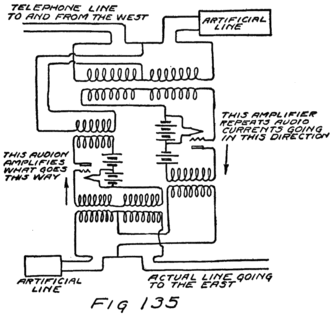 TELEPHONE LINE
TO AND FROM THE WEST
ARTIFICIAL
LINE
THIS AMPLIFIER
REPEATS AUDIO
CURRENTS GOING
IN THIS DIRECTION
THIS AUDION
AMPLIFIES
WHAT GOES
THIS WAY
ARTIFICIAL
LINE
ACTUAL LINE GOING
TO THE EAST
FIG 135